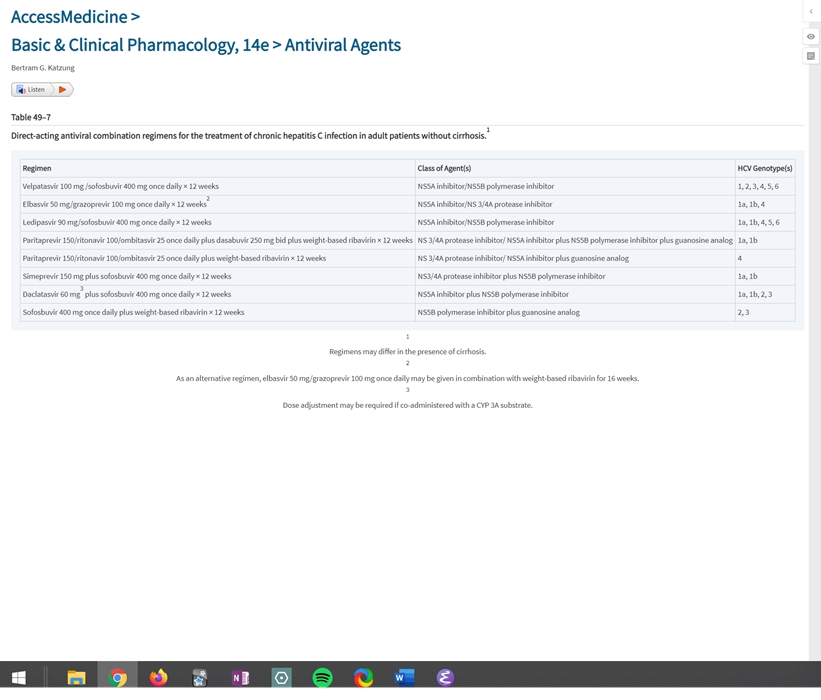 AccessMedicine >
Basic & Clinical Pharmacology, 14e > Antiviral Agents
Bertram G. Katzung
Listen
Table 49–7
Direct-acting antiviral combination regimens for the treatment of chronic hepatitis C infection in adult patients without cirrhosis.1
Regimen Class of Agent(s) HCV Genotype(s)
Velpatasvir 100 mg /sofosbuvir 400 mg once daily × 12 weeks NS5A inhibitor/NS5B polymerase inhibitor 1, 2, 3, 4, 5, 6
Elbasvir 50 mg/grazoprevir 100 mg once daily × 12 weeks2 NS5A inhibitor/NS 3/4A protease inhibitor 1a, 1b, 4
Ledipasvir 90 mg/sofosbuvir 400 mg once daily × 12 weeks NS5A inhibitor/NS5B polymerase inhibitor 1a, 1b, 4, 5, 6
Paritaprevir 150/ritonavir 100/ombitasvir 25 once daily plus dasabuvir 250 mg bid plus weight-based ribavirin × 12 weeks NS 3/4A protease inhibitor/ NS5A inhibitor plus NS5B polymerase inhibitor plus guanosine analog 1a, 1b
Paritaprevir 150/ritonavir 100/ombitasvir 25 once daily plus weight-based ribavirin × 12 weeks NS 3/4A protease inhibitor/ NS5A inhibitor plus guanosine analog 4
Simeprevir 150 mg plus sofosbuvir 400 mg once daily × 12 weeks NS3/4A protease inhibitor plus NS5B polymerase inhibitor 1a, 1b
Daclatasvir 60 mg3 plus sofosbuvir 400 mg once daily × 12 weeks NS5A inhibitor plus NS5B polymerase inhibitor 1a, 1b, 2, 3
Sofosbuvir 400 mg once daily plus weight-based ribavirin × 12 weeks NS5B polymerase inhibitor plus guanosine analog 2, 3
1
Regimens may differ in the presence of cirrhosis.
2
As an alternative regimen, elbasvir 50 mg/grazoprevir 100 mg once daily may be given in combination with weight-based ribavirin for 16 weeks.
3
Dose adjustment may be required if co-administered with a CYP 3A substrate.